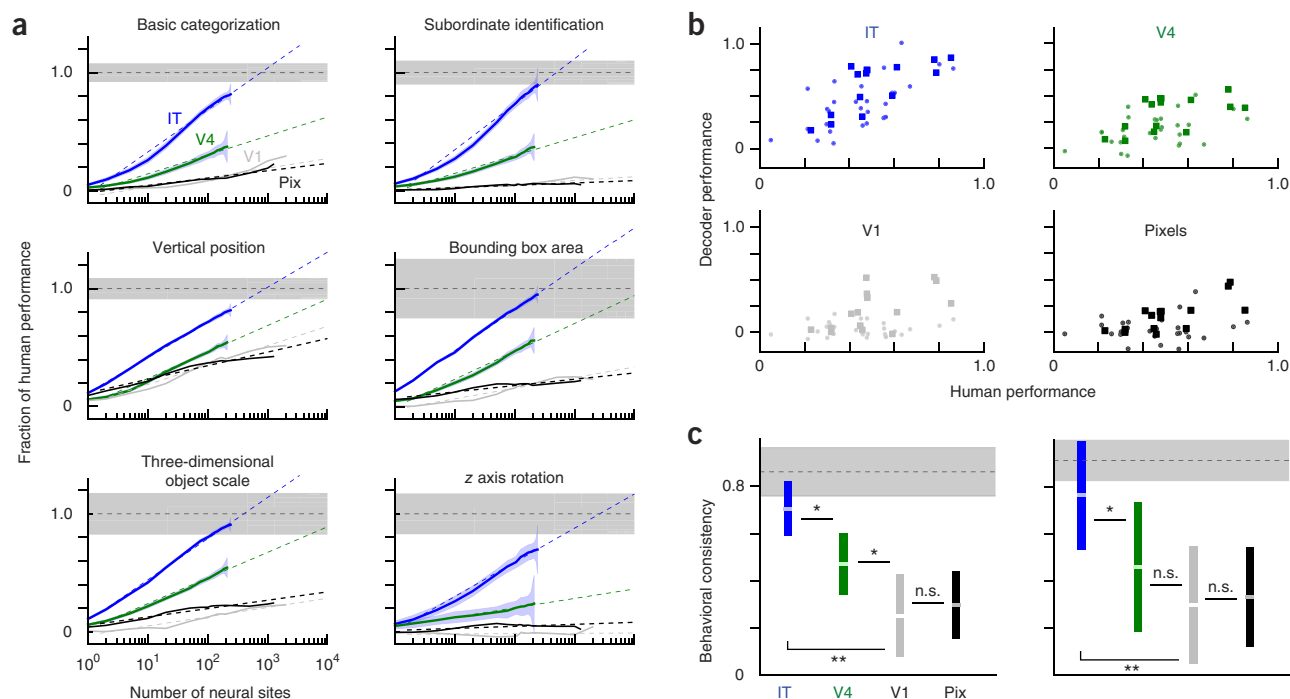 a
Basic categorization
Subordinate identification
1.0
0
IT
V4
V1
Pix
Vertical position
Bounding box area
1.0
0
Fraction of human performance
Three-dimensional
object scale
z axis rotation
1.0
0
10^0 10^1 10^2 10^3 10^4
Number of neural sites
b
IT
V4
1.0
0
0 1.0
0 1.0
V1
Pixels
1.0
0
0 1.0
0 1.0
Decoder performance
Human performance
c
Behavioral consistency
0.8
0
*
*
n.s.
**
*
n.s.
n.s.
**
IT V4 V1 Pix